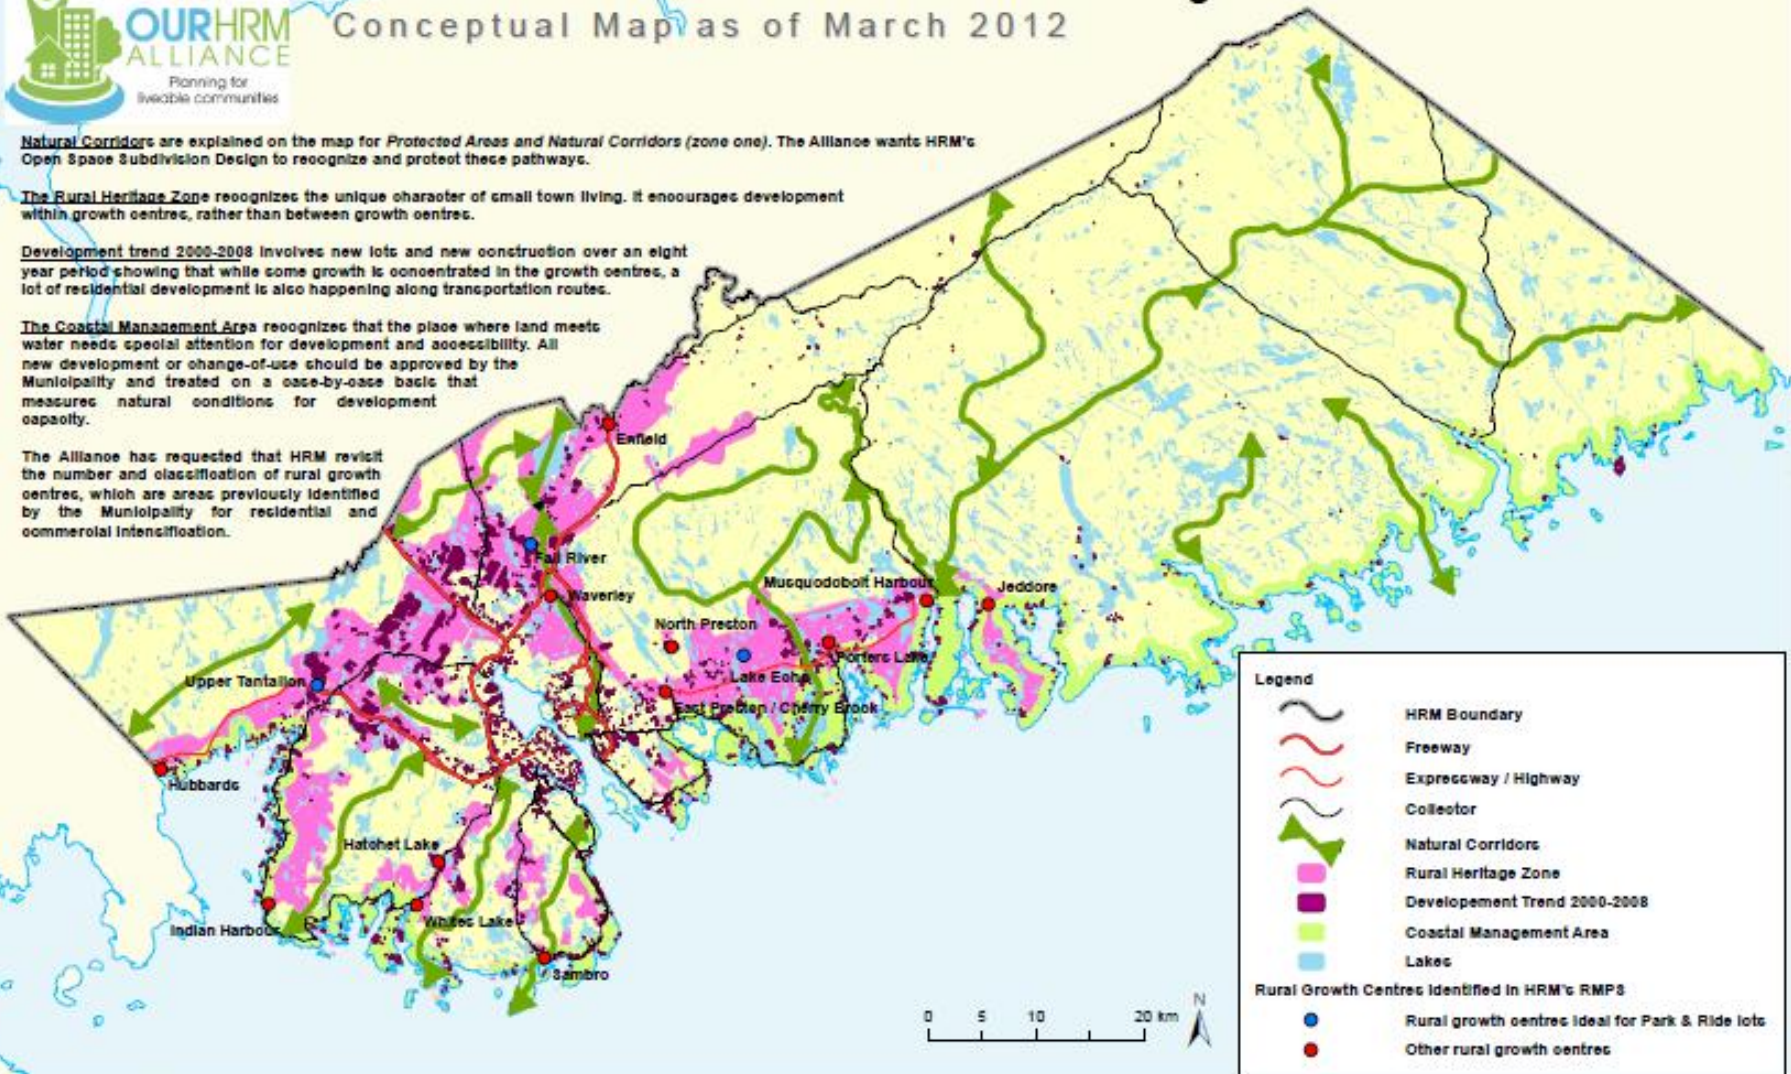 OURHRM
ALLIANCE
Planning for
liveable communities
Conceptual Map as of March 2012
Natural Corridors are explained on the map for Protected Areas and Natural Corridors (zone one). The Alliance wants HRM's
Open Space Subdivision Design to recognize and protect these pathways.
The Rural Heritage Zone recognizes the unique character of small town living. It encourages development
within growth centres, rather than between growth centres.
Development trend 2000-2008 involves new lots and new construction over an eight
year period showing that while some growth is concentrated in the growth centres, a
lot of residential development is also happening along transportation routes.
The Coastal Management Area recognizes that the place where land meets
water needs special attention for development and accessibility. All
new development or change-of-use should be approved by the
Municipality and treated on a case-by-case basis that
measures natural conditions for development
capacity.
The Alliance has requested that HRM revisit
the number and classification of rural growth
centres, which are areas previously identified
by the Municipality for residential and
commercial intensification.
Enfield
Fall River
Waverley
Musquodoboit Harbour
Jeddore
North Preston
Porters Lake
Lake Echo
East Preston / Cherry Brook
Upper Tantallon
Hubbards
Hatchet Lake
Whites Lake
Indian Harbour
Sambro
Legend
HRM Boundary
Freeway
Expressway / Highway
Collector
Natural Corridors
Rural Heritage Zone
Developement Trend 2000-2008
Coastal Management Area
Lakes
Rural Growth Centres Identified in HRM's RMPS
Rural growth centres ideal for Park & Ride lots
Other rural growth centres
0 5 10 20 km
N